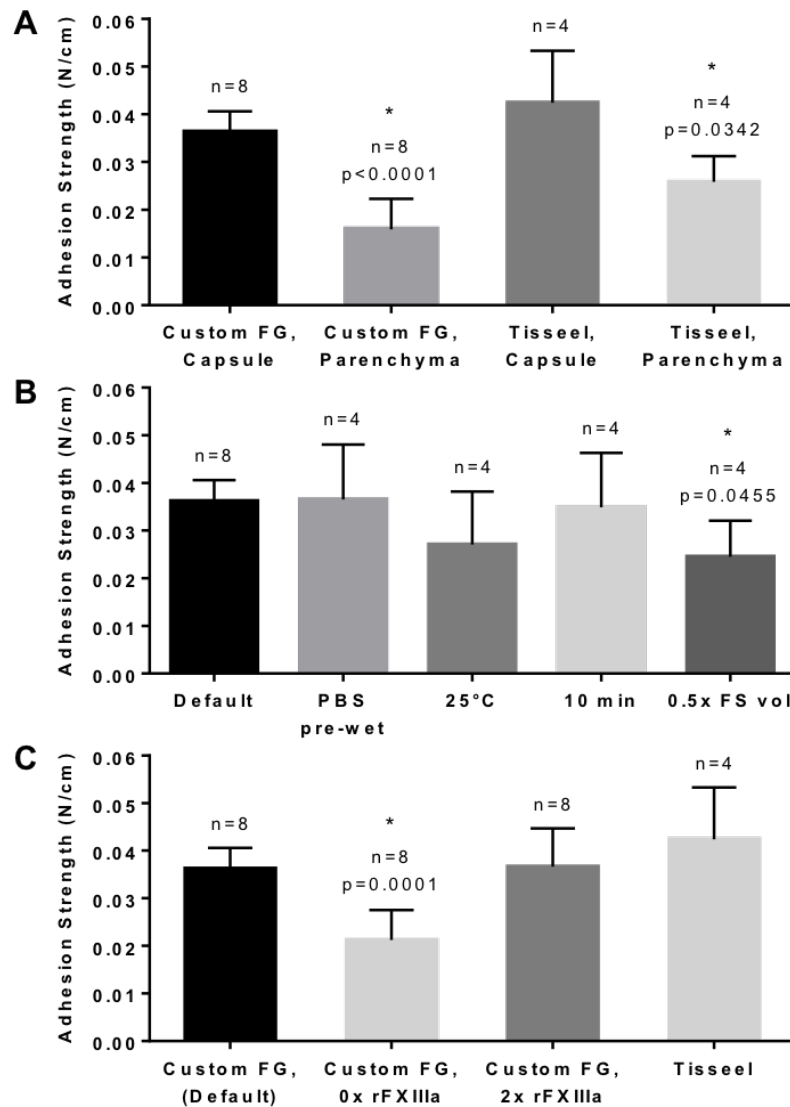 A
Adhesion Strength (N/cm)
0.06
0.05
0.04
0.03
0.02
0.01
0.00
n=8
*
n=8
p<0.0001
n=4
*
n=4
p=0.0342
Custom FG,
Capsule
Custom FG,
Parenchyma
Tisseel,
Capsule
Tisseel,
Parenchyma
B
Adhesion Strength (N/cm)
0.06
0.05
0.04
0.03
0.02
0.01
0.00
n=8
n=4
n=4
n=4
*
n=4
p=0.0455
Default
PBS
pre-wet
25°C
10 min
0.5x FS vol
C
Adhesion Strength (N/cm)
0.06
0.05
0.04
0.03
0.02
0.01
0.00
n=8
*
n=8
p=0.0001
n=8
n=4
Custom FG,
(Default)
Custom FG,
0x rFXIIIa
Custom FG,
2x rFXIIIa
Tisseel